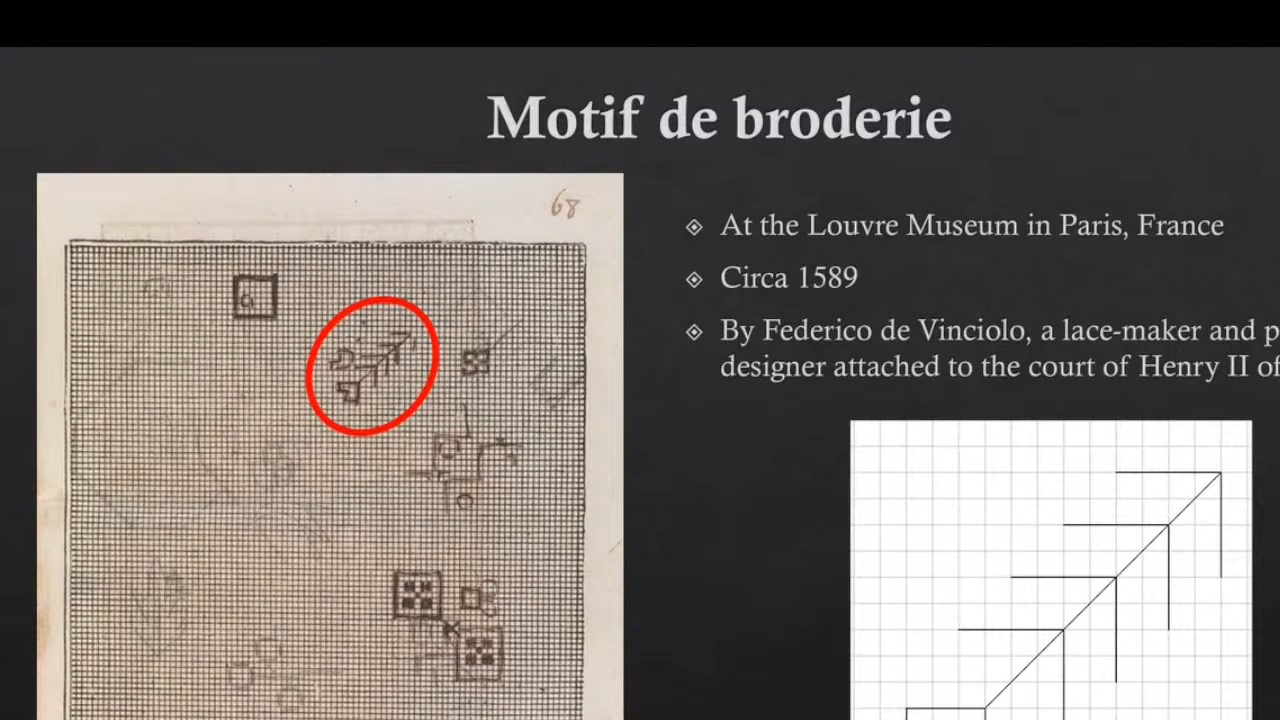 Motif de broderie
68
At the Louvre Museum in Paris, France
Circa 1589
By Federico de Vinciolo, a lace-maker and p
designer attached to the court of Henry II of